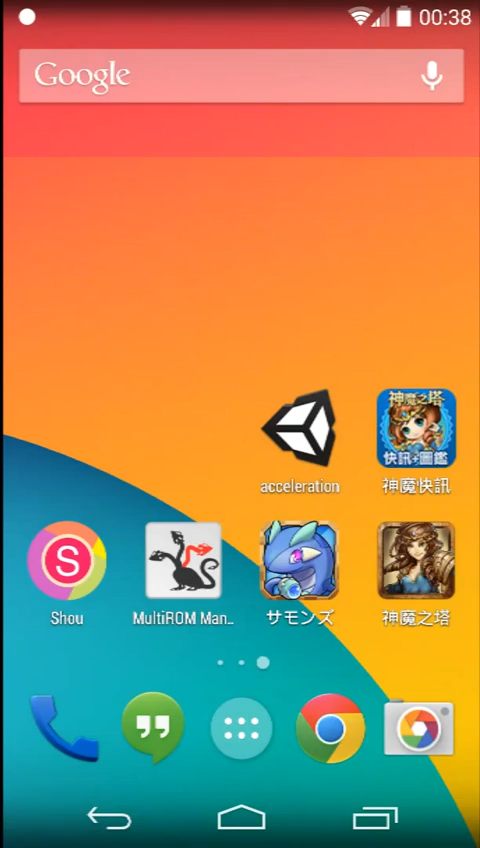 00:38
Google
神魔之塔
快訊+圖鑑
acceleration
神魔快訊
S
Shou
MultiROM Man..
サモンズ
神魔之塔